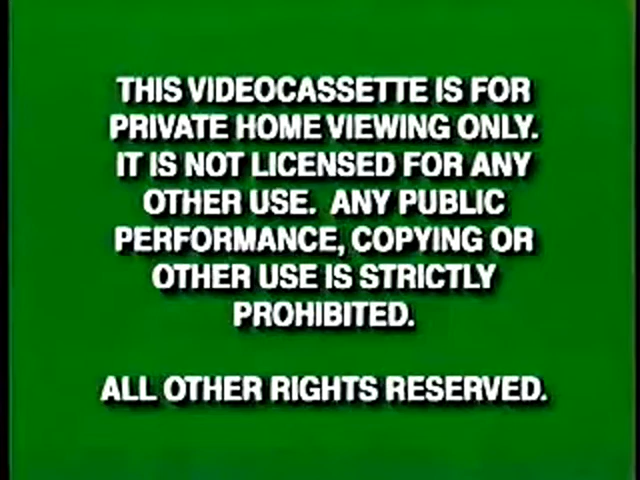 THIS VIDEOCASSETTE IS FOR
PRIVATE HOME VIEWING ONLY.
IT IS NOT LICENSED FOR ANY
OTHER USE. ANY PUBLIC
PERFORMANCE, COPYING OR
OTHER USE IS STRICTLY
PROHIBITED.
ALL OTHER RIGHTS RESERVED.